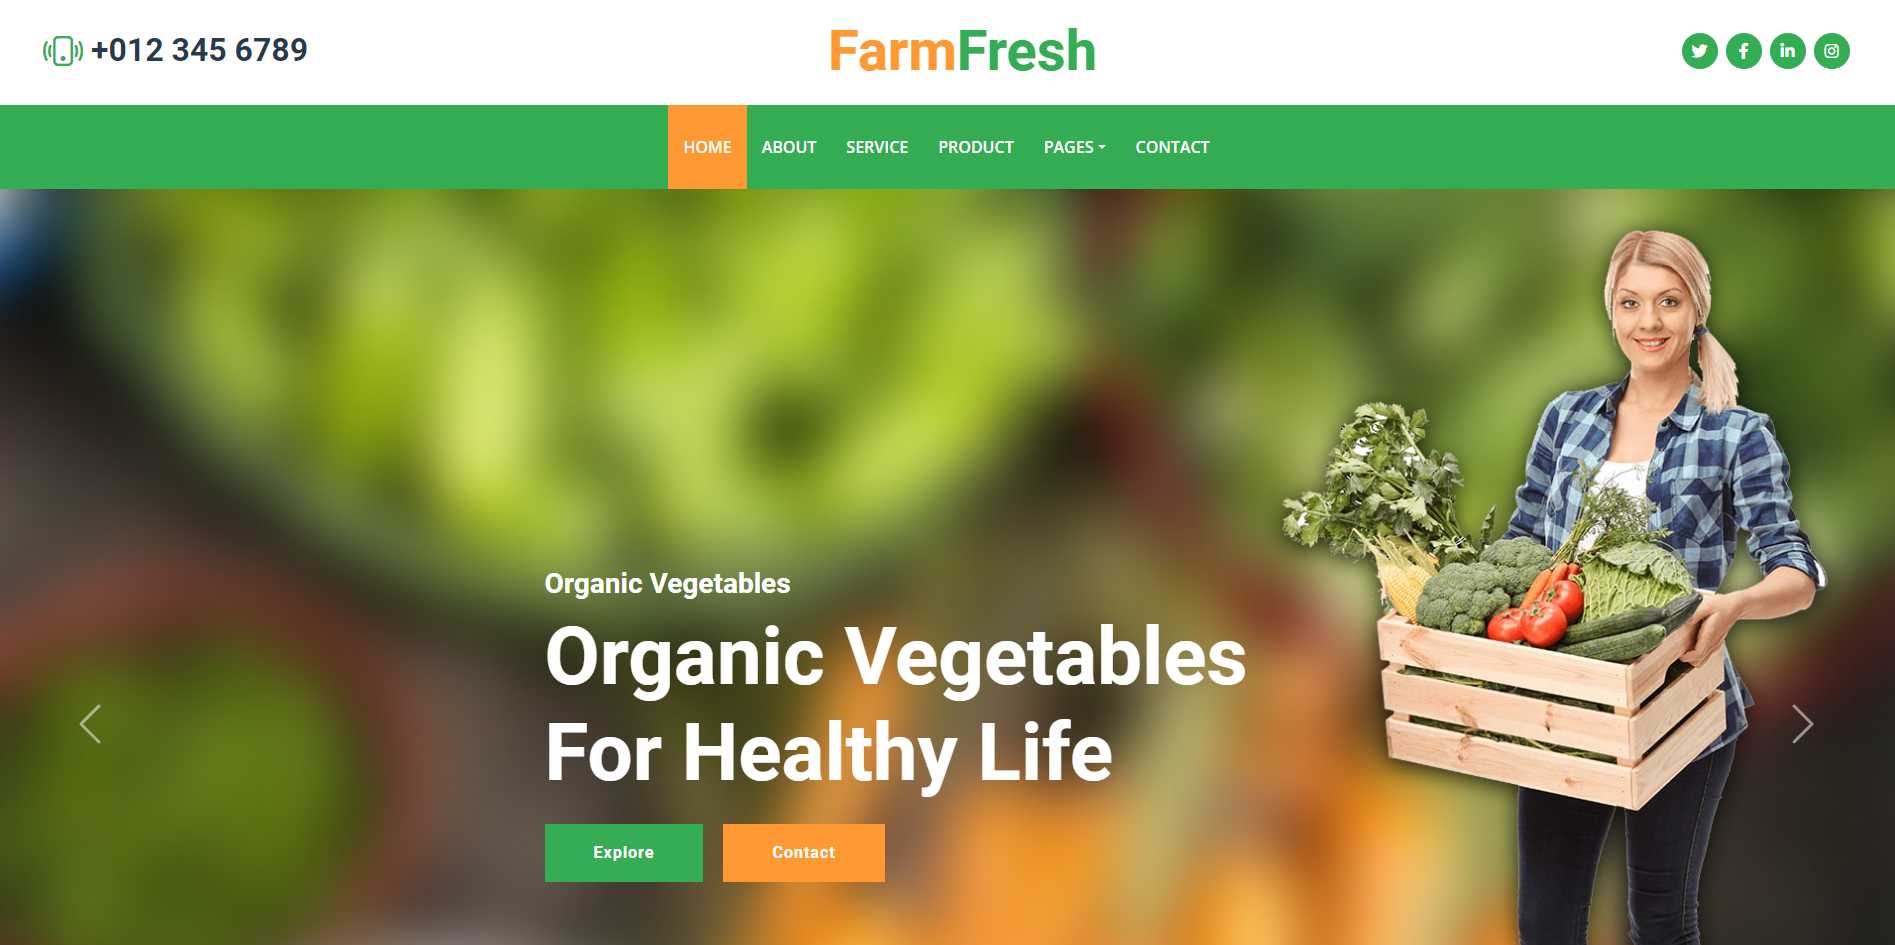 +012 345 6789
FarmFresh
HOME ABOUT SERVICE PRODUCT PAGES CONTACT
Organic Vegetables
Organic Vegetables
For Healthy Life
Explore Contact